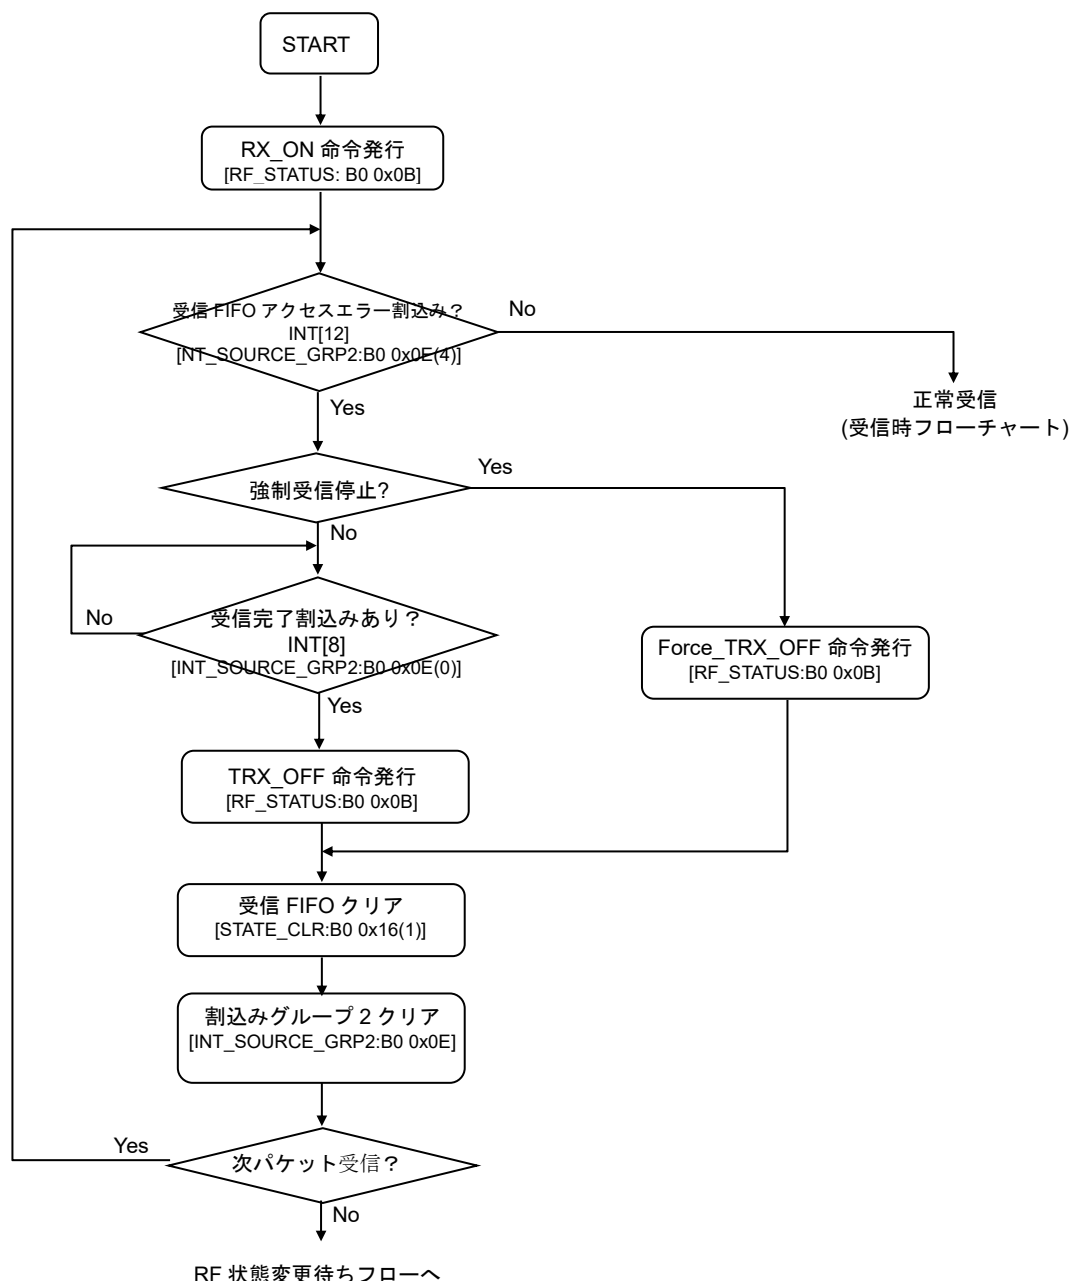 START
RX_ON 命令発行
[RF_STATUS: B0 0x0B]
受信 FIFO アクセスエラー割込み？
INT[12]
[NT_SOURCE_GRP2:B0 0x0E(4)]
No
正常受信
(受信時フローチャート)
Yes
強制受信停止?
Yes
No
受信完了割込みあり？
INT[8]
[INT_SOURCE_GRP2:B0 0x0E(0)]
No
Force_TRX_OFF 命令発行
[RF_STATUS:B0 0x0B]
Yes
TRX_OFF 命令発行
[RF_STATUS:B0 0x0B]
受信 FIFO クリア
[STATE_CLR:B0 0x16(1)]
割込みグループ 2 クリア
[INT_SOURCE_GRP2:B0 0x0E]
Yes
次パケット受信？
No
RF 状態変更待ちフローへ